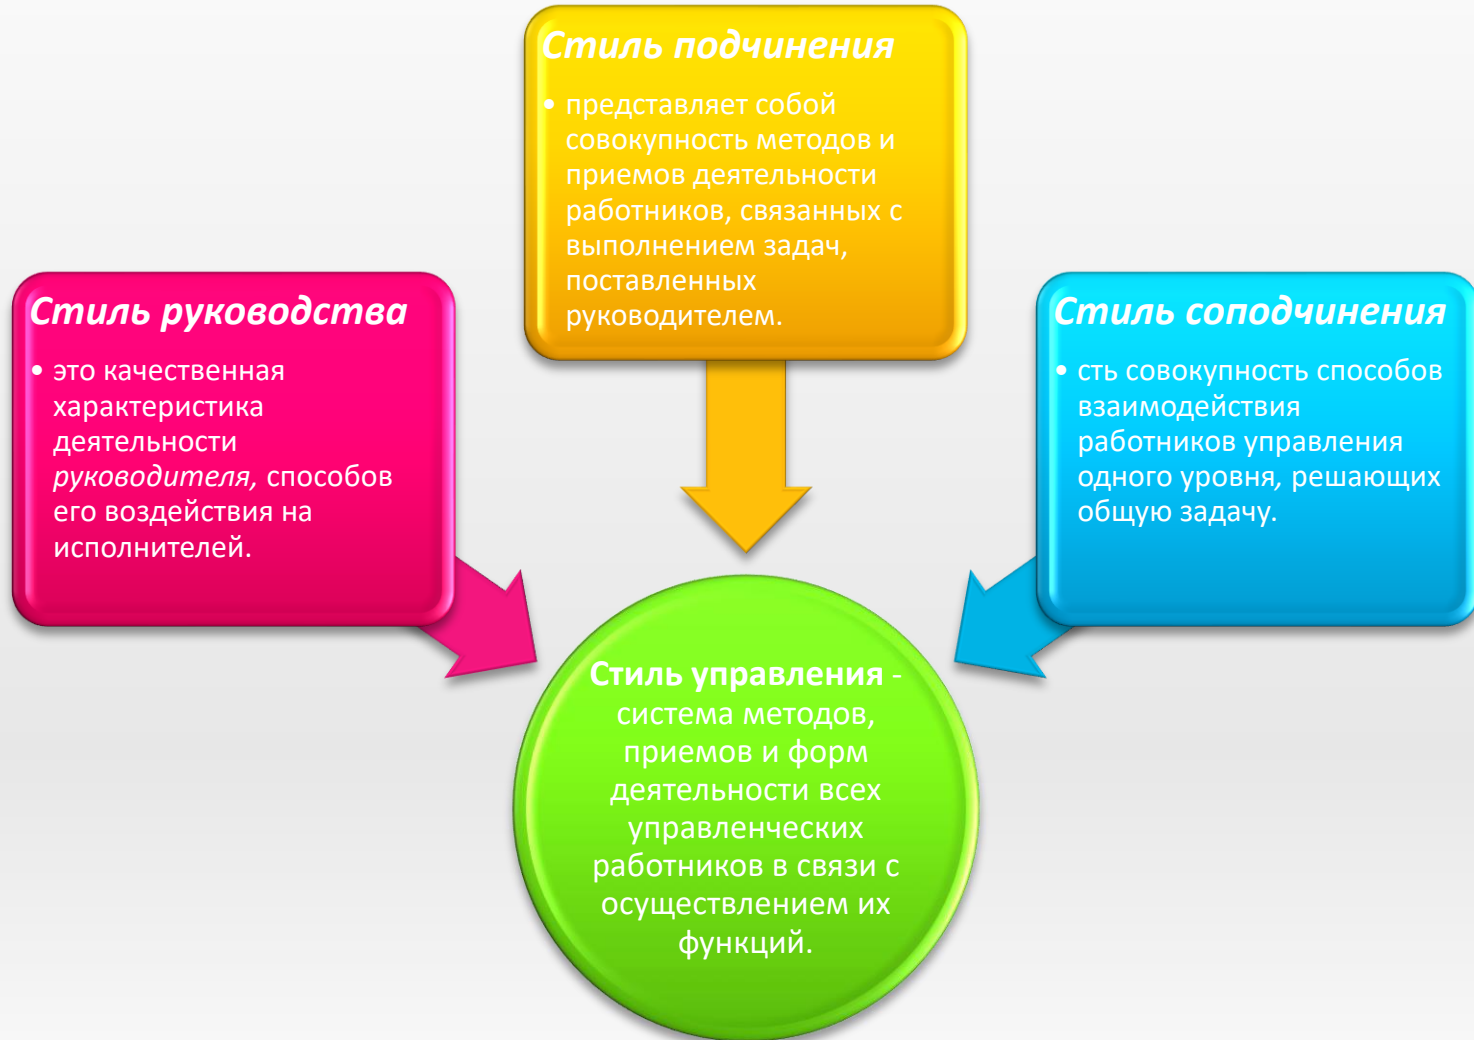 Стиль подчинения
• представляет собой
совокупность методов и
приемов деятельности
работников, связанных с
выполнением задач,
поставленных
руководителем.
Стиль руководства
• это качественная
характеристика
деятельности
руководителя, способов
его воздействия на
исполнителей.
Стиль соподчинения
• сть совокупность способов
взаимодействия
работников управления
одного уровня, решающих
общую задачу.
Стиль управления -
система методов,
приемов и форм
деятельности всех
управленческих
работников в связи с
осуществлением их
функций.